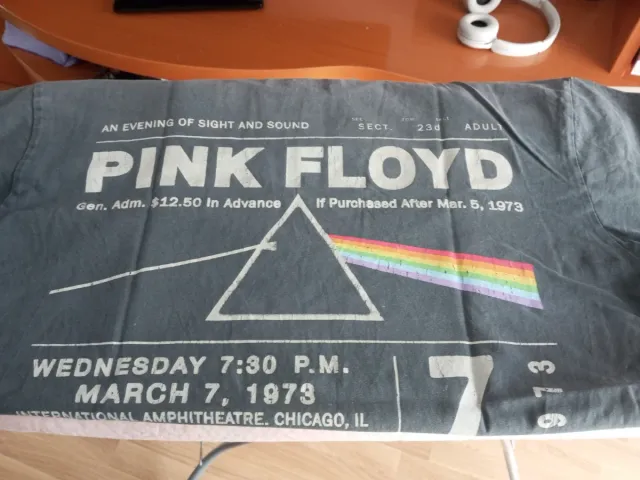 AN EVENING OF SIGHT AND SOUND SECT. 23d ADULT
PINK FLOYD
Gen. Adm. $12.50 In Advance If Purchased After Mar. 5, 1973
WEDNESDAY 7:30 P.M.
MARCH 7, 1973
INTERNATIONAL AMPHITHEATRE. CHICAGO, IL
7
973